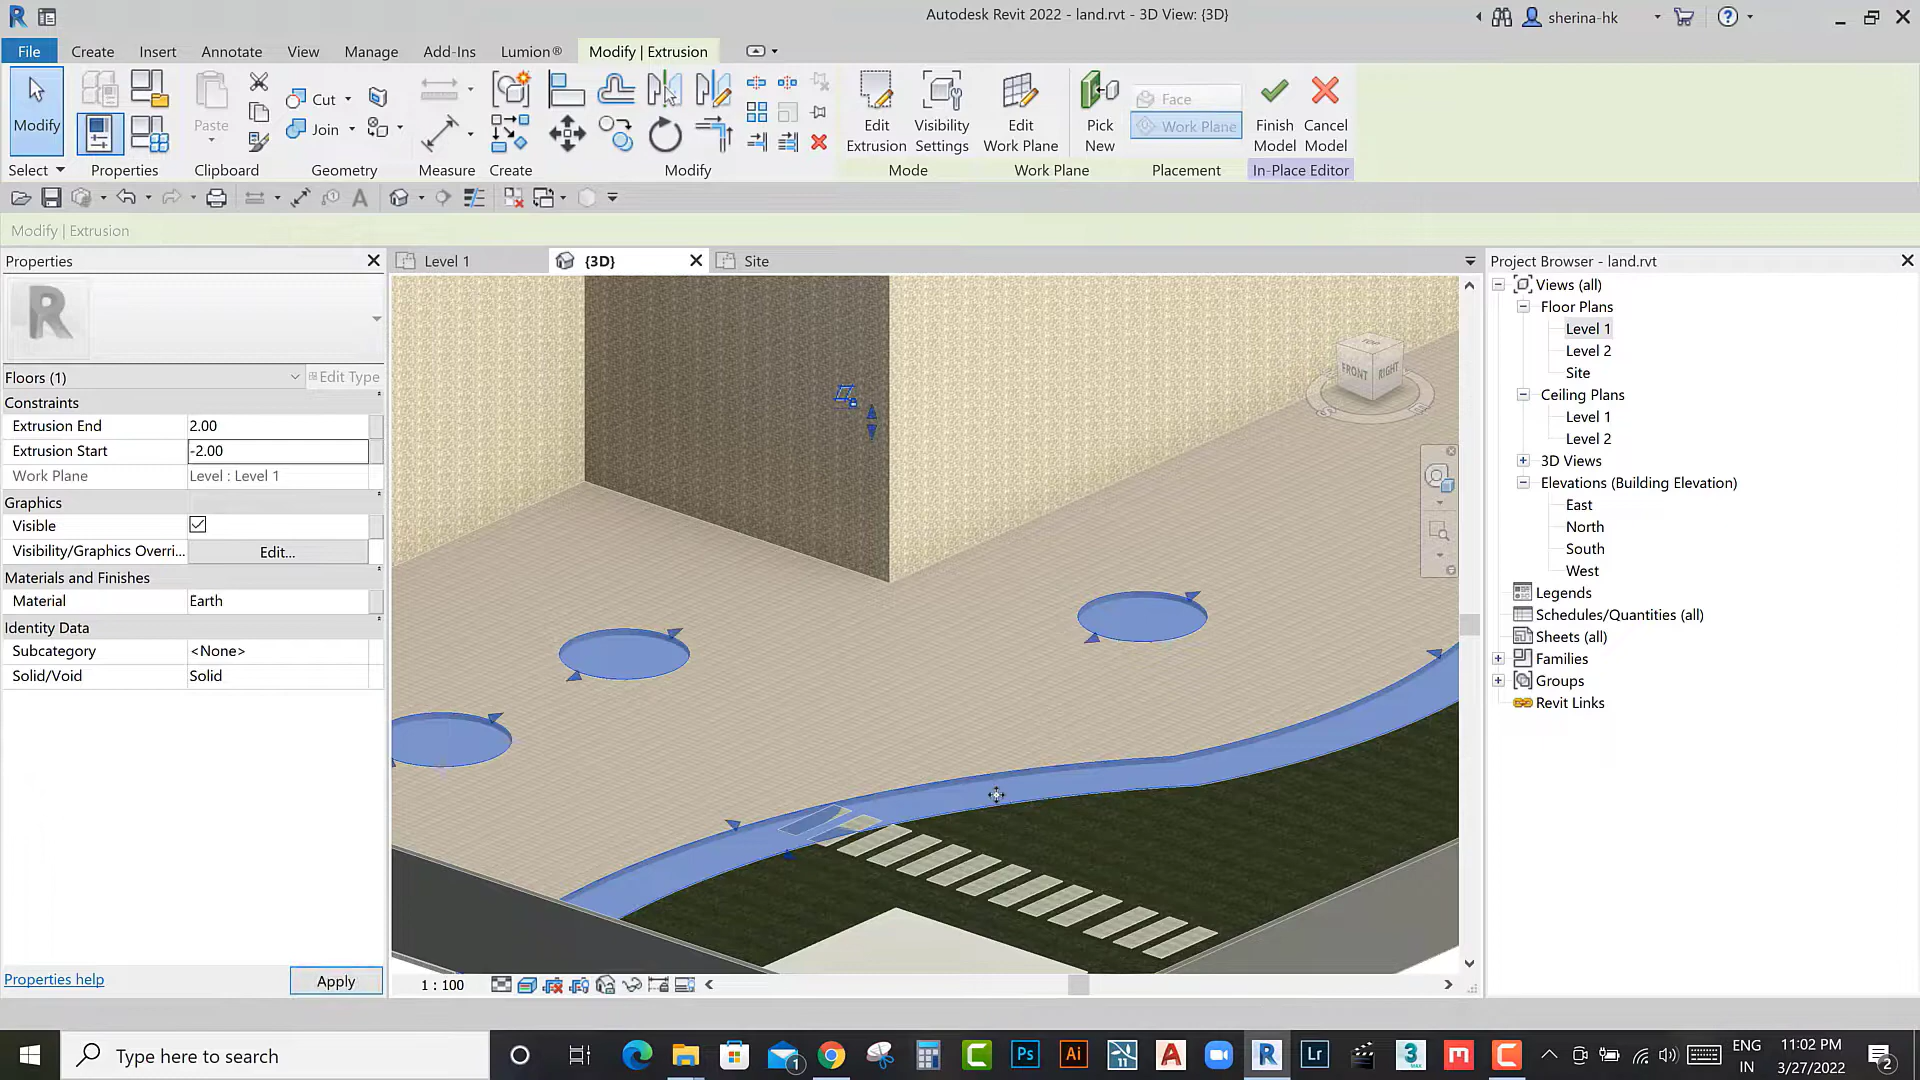 Autodesk Revit 2022 - land.rvt - 3D View: {3D}
sherina-hk
File
Create
Insert
Annotate
View
Manage
Add-Ins
Lumion®
Modify | Extrusion
Modify
Paste
Cut
Join
Edit Extrusion
Visibility Settings
Edit Work Plane
Pick New
Face
Work Plane
Finish Model
Cancel Model
Select
Properties
Clipboard
Geometry
Measure
Create
Modify
Mode
Work Plane
Placement
In-Place Editor
Modify | Extrusion
Properties
Level 1
{3D}
Site
Project Browser - land.rvt
Floors (1)
Edit Type
Constraints
Extrusion End 2.00
Extrusion Start -2.00
Work Plane Level : Level 1
Graphics
Visible
Visibility/Graphics Overri... Edit...
Materials and Finishes
Material Earth
Identity Data
Subcategory <None>
Solid/Void Solid
Properties help
Apply
TOP
FRONT
RIGHT
1 : 100
Views (all)
Floor Plans
Level 1
Level 2
Site
Ceiling Plans
Level 1
Level 2
3D Views
Elevations (Building Elevation)
East
North
South
West
Legends
Schedules/Quantities (all)
Sheets (all)
Families
Groups
Revit Links
Type here to search
ENG
IN
11:02 PM
3/27/2022